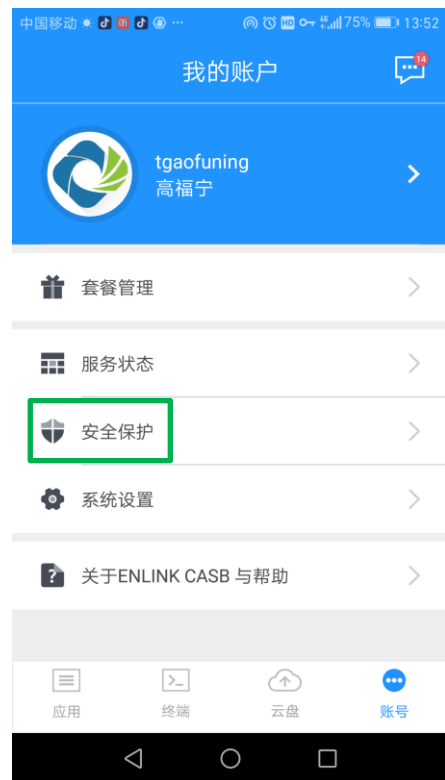 中国移动 ... HD 4G 75% 13:52
我的账户
14
tgaofuning
高福宁
套餐管理
服务状态
安全保护
系统设置
? 关于ENLINK CASB 与帮助
>_
应用 终端 云盘 账号